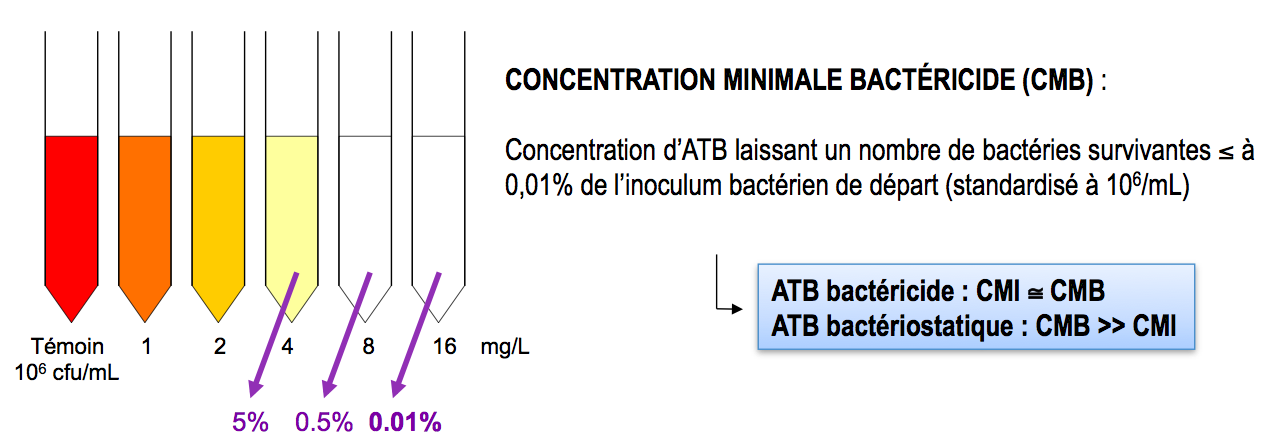 CONCENTRATION MINIMALE BACTÉRICIDE (CMB) :
Concentration d’ATB laissant un nombre de bactéries survivantes ≤ à
0,01% de l’inoculum bactérien de départ (standardisé à 10⁶/mL)
ATB bactéricide : CMI ≅ CMB
ATB bactériostatique : CMB >> CMI
Témoin 1 2 4 8 16 mg/L
10⁶ cfu/mL
5% 0.5% 0.01%